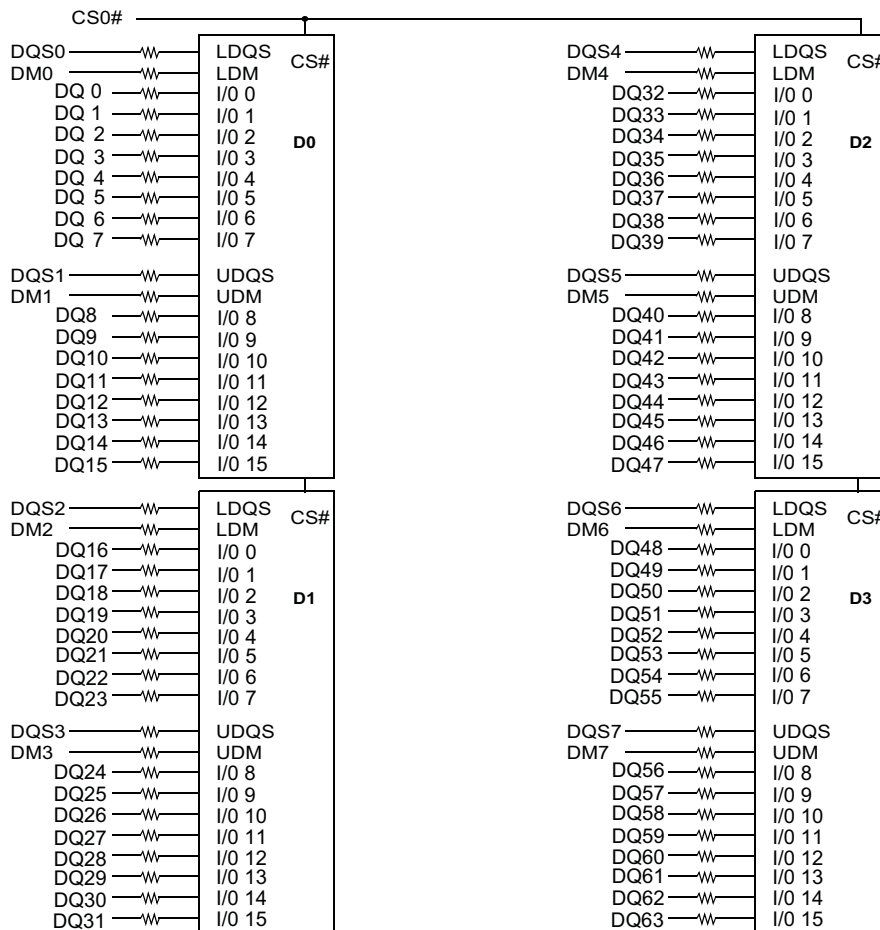 CS0#
DQS0 LDQS CS#
DM0 LDM
DQ 0 I/0 0
DQ 1 I/0 1
DQ 2 I/0 2 D0
DQ 3 I/0 3
DQ 4 I/0 4
DQ 5 I/0 5
DQ 6 I/0 6
DQ 7 I/0 7
DQS1 UDQS
DM1 UDM
DQ8 I/0 8
DQ9 I/0 9
DQ10 I/0 10
DQ11 I/0 11
DQ12 I/0 12
DQ13 I/0 13
DQ14 I/0 14
DQ15 I/0 15
DQS2 LDQS CS#
DM2 LDM
DQ16 I/0 0
DQ17 I/0 1
DQ18 I/0 2 D1
DQ19 I/0 3
DQ20 I/0 4
DQ21 I/0 5
DQ22 I/0 6
DQ23 I/0 7
DQS3 UDQS
DM3 UDM
DQ24 I/0 8
DQ25 I/0 9
DQ26 I/0 10
DQ27 I/0 11
DQ28 I/0 12
DQ29 I/0 13
DQ30 I/0 14
DQ31 I/0 15
DQS4 LDQS CS#
DM4 LDM
DQ32 I/0 0
DQ33 I/0 1
DQ34 I/0 2 D2
DQ35 I/0 3
DQ36 I/0 4
DQ37 I/0 5
DQ38 I/0 6
DQ39 I/0 7
DQS5 UDQS
DM5 UDM
DQ40 I/0 8
DQ41 I/0 9
DQ42 I/0 10
DQ43 I/0 11
DQ44 I/0 12
DQ45 I/0 13
DQ46 I/0 14
DQ47 I/0 15
DQS6 LDQS CS#
DM6 LDM
DQ48 I/0 0
DQ49 I/0 1
DQ50 I/0 2 D3
DQ51 I/0 3
DQ52 I/0 4
DQ53 I/0 5
DQ54 I/0 6
DQ55 I/0 7
DQS7 UDQS
DM7 UDM
DQ56 I/0 8
DQ57 I/0 9
DQ58 I/0 10
DQ59 I/0 11
DQ60 I/0 12
DQ61 I/0 13
DQ62 I/0 14
DQ63 I/0 15